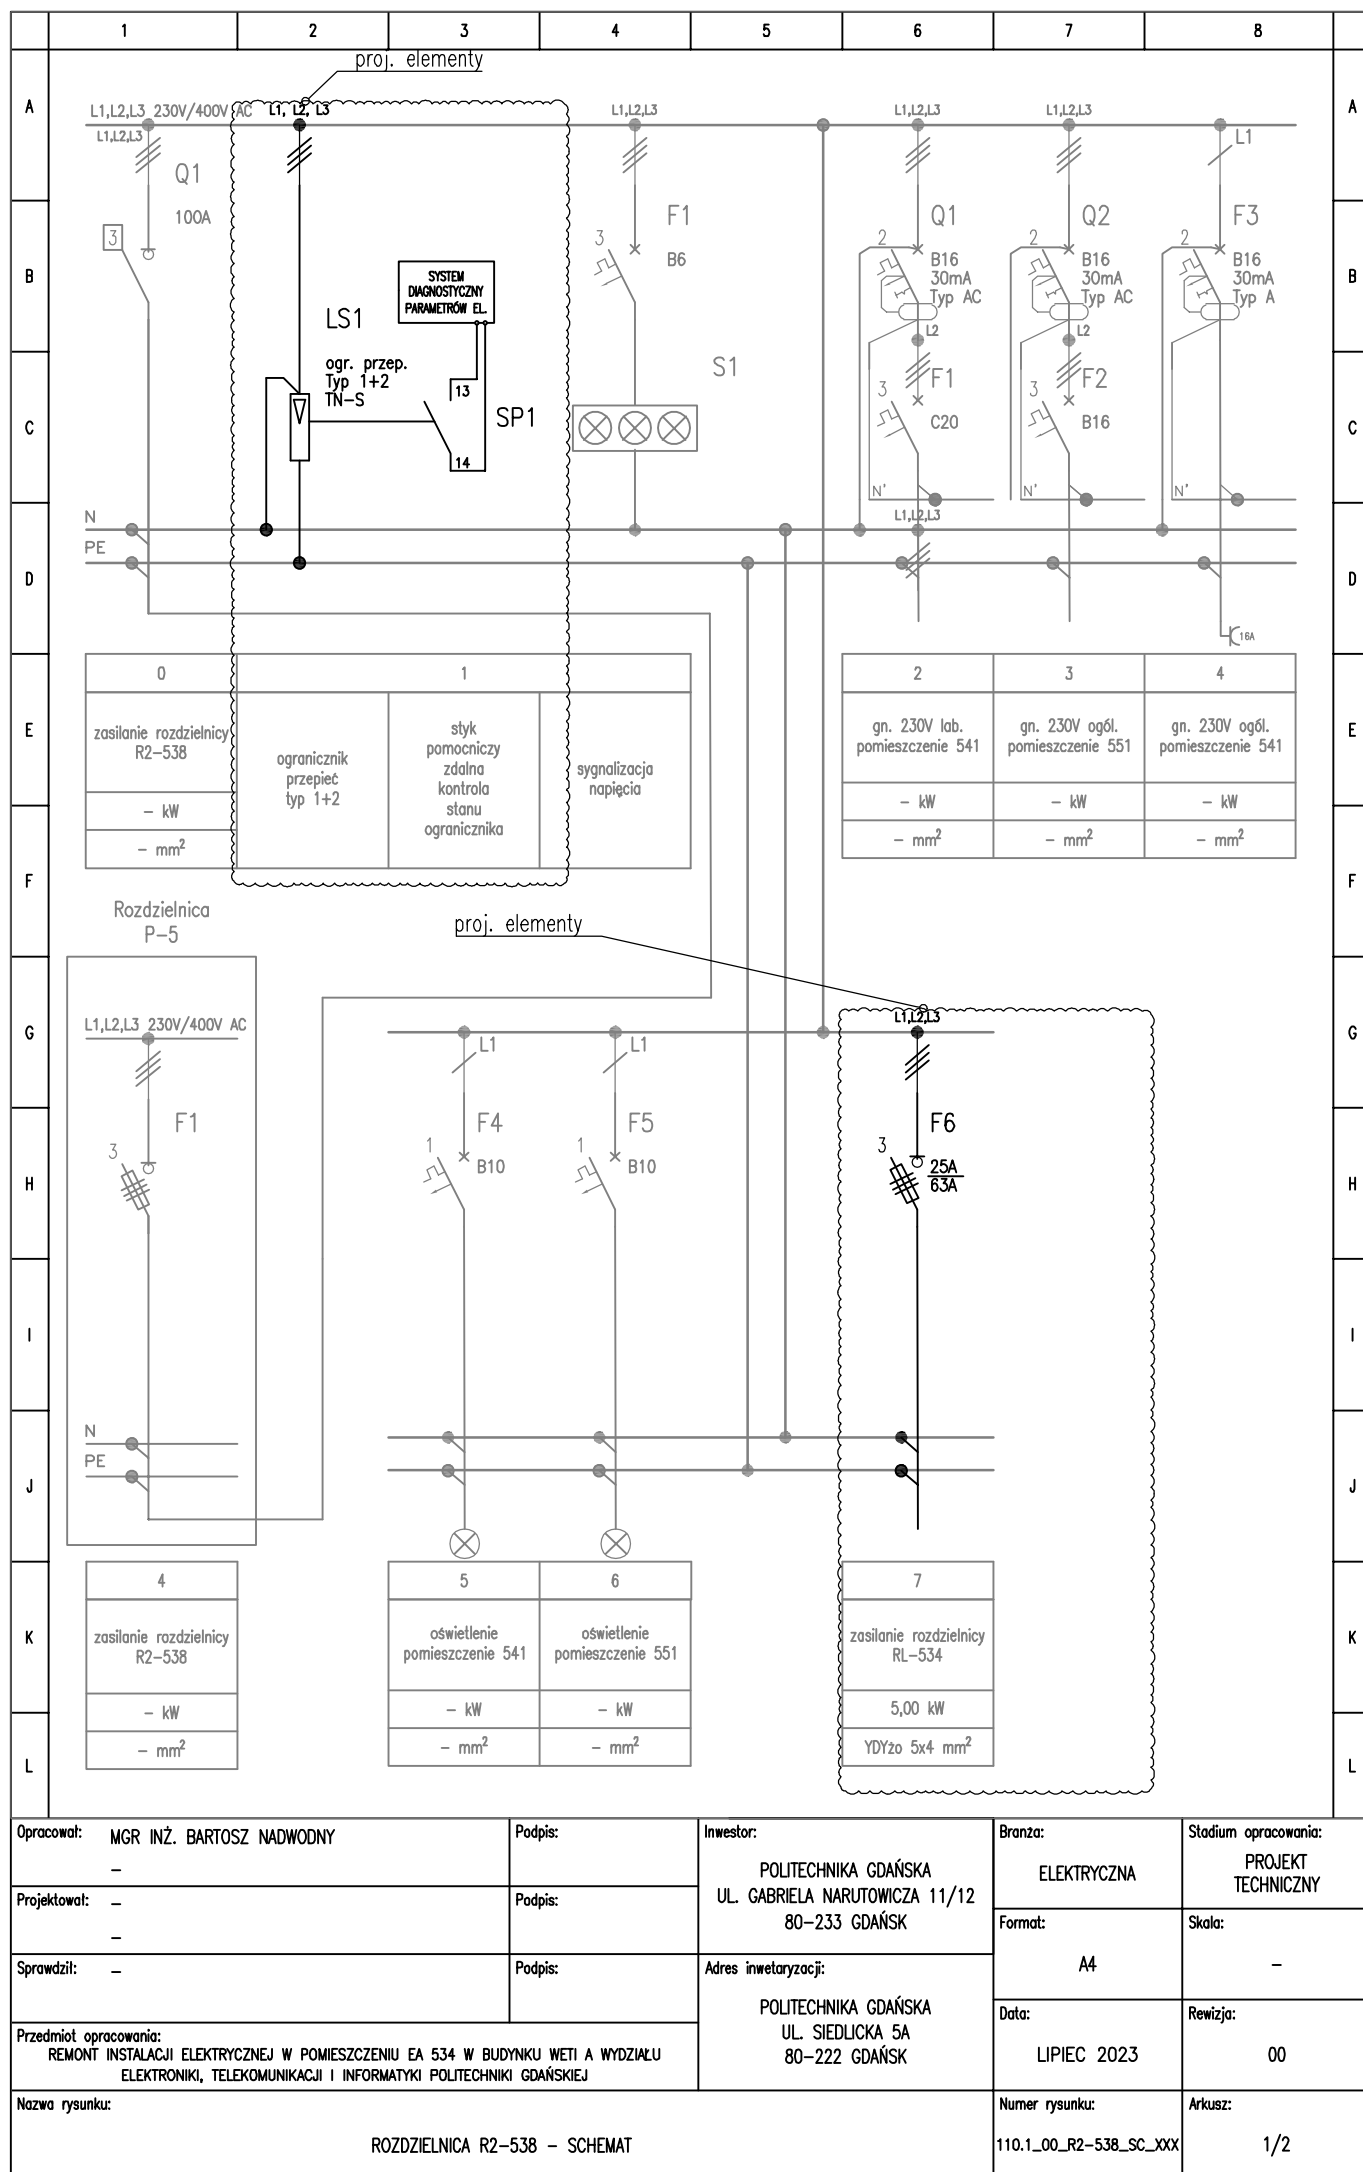 1 2 3 4 5 6 7 8
proj. elementy
A A
L1,L2,L3 230V/400V AC L1, L2, L3 L1,L2,L3 L1,L2,L3 L1,L2,L3
L1,L2,L3 L1
Q1
100A F1 Q1 Q2 F3
3 3 2 2 2
B6 B16 B16 B16
30mA 30mA 30mA
Typ AC Typ AC Typ A
B B
SYSTEM
DIAGNOSTYCZNY
PARAMETRÓW EL.
LS1
L2 L2
ogr. przep.
Typ 1+2
TN-S
S1
13
F1 F2
3 3
SP1
C20 B16
C C
14
N' N' N'
N L1,L2,L3
PE
D D
16A
0 1 2 3 4
E E
zasilanie rozdzielnicy
R2-538
- kW
- mm²
ogranicznik
przepięć
typ 1+2
styk
pomocniczy
zdalna
kontrola
stanu
ogranicznika
sygnalizacja
napięcia
gn. 230V lab.
pomieszczenie 541
- kW
- mm²
gn. 230V ogól.
pomieszczenie 551
- kW
- mm²
gn. 230V ogól.
pomieszczenie 541
- kW
- mm²
F F
Rozdzielnica
P-5
proj. elementy
G G
L1,L2,L3 230V/400V AC L1,L2,L3
L1 L1
F1 F4 F5 F6
3 1 1 3
B10 B10 25A
63A
H H
I I
N
PE
J J
4 5 6 7
K K
zasilanie rozdzielnicy
R2-538
- kW
- mm²
oświetlenie
pomieszczenie 541
- kW
- mm²
oświetlenie
pomieszczenie 551
- kW
- mm²
zasilanie rozdzielnicy
RL-534
5,00 kW
YDYżo 5x4 mm²
L L
Opracował: MGR INŻ. BARTOSZ NADWODNY
-
Podpis:
Projektował: -
-
Podpis:
Sprawdził: -
Podpis:
Inwestor:
POLITECHNIKA GDAŃSKA
UL. GABRIELA NARUTOWICZA 11/12
80-233 GDAŃSK
Adres inwetaryzacji:
POLITECHNIKA GDAŃSKA
UL. SIEDLICKA 5A
80-222 GDAŃSK
Branża:
ELEKTRYCZNA
Stadium opracowania:
PROJEKT
TECHNICZNY
Format:
A4
Skala:
-
Data:
LIPIEC 2023
Rewizja:
00
Przedmiot opracowania:
REMONT INSTALACJI ELEKTRYCZNEJ W POMIESZCZENIU EA 534 W BUDYNKU WETI A WYDZIAŁU
ELEKTRONIKI, TELEKOMUNIKACJI I INFORMATYKI POLITECHNIKI GDAŃSKIEJ
Nazwa rysunku:
ROZDZIELNICA R2-538 - SCHEMAT
Numer rysunku:
110.1_00_R2-538_SC_XXX
Arkusz:
1/2